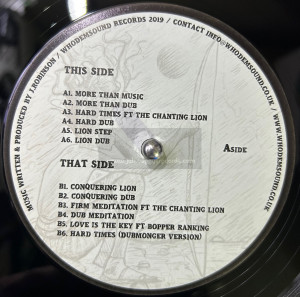 MUSIC WRITTEN & PRODUCED BY J.ROBINSON / WHODEMSOUND RECORDS 2019 / CONTACT INFO@WHODEMSOUND.CO.UK / WWW.WHODEMSOUND.CO.UK
THIS SIDE
A1. MORE THAN MUSIC
A2. MORE THAN DUB
A3. HARD TIMES FT THE CHANTING LION
A4. HARD DUB
A5. LION STEP
A6. LION DUB
ASIDE
THAT SIDE
B1. CONQUERING LION
B2. CONQUERING DUB
B3. FIRM MEDITATION FT THE CHANTING LION
B4. DUB MEDITATION
B5. LOVE IS THE KEY FT BOPPER RANKING
B6. HARD TIMES (DUBMONGER VERSION)